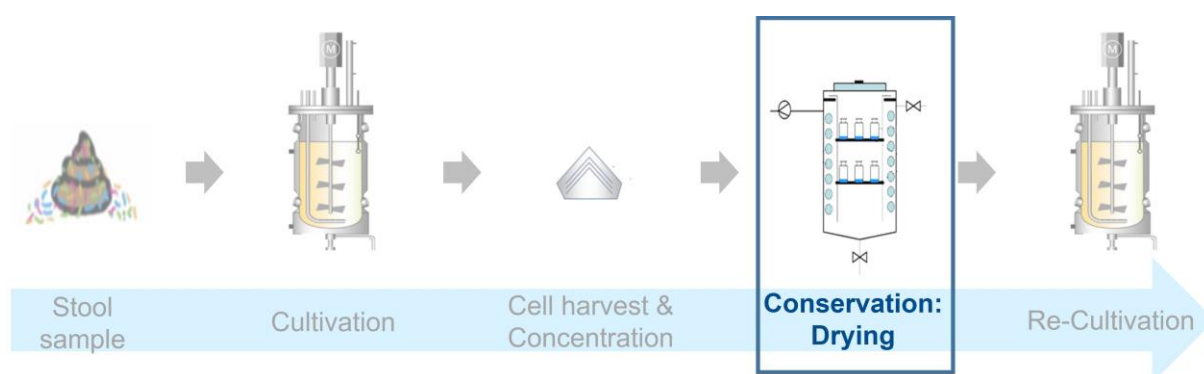 M
M
Stool
sample
Cultivation
Cell harvest &
Concentration
Conservation:
Drying
Re-Cultivation